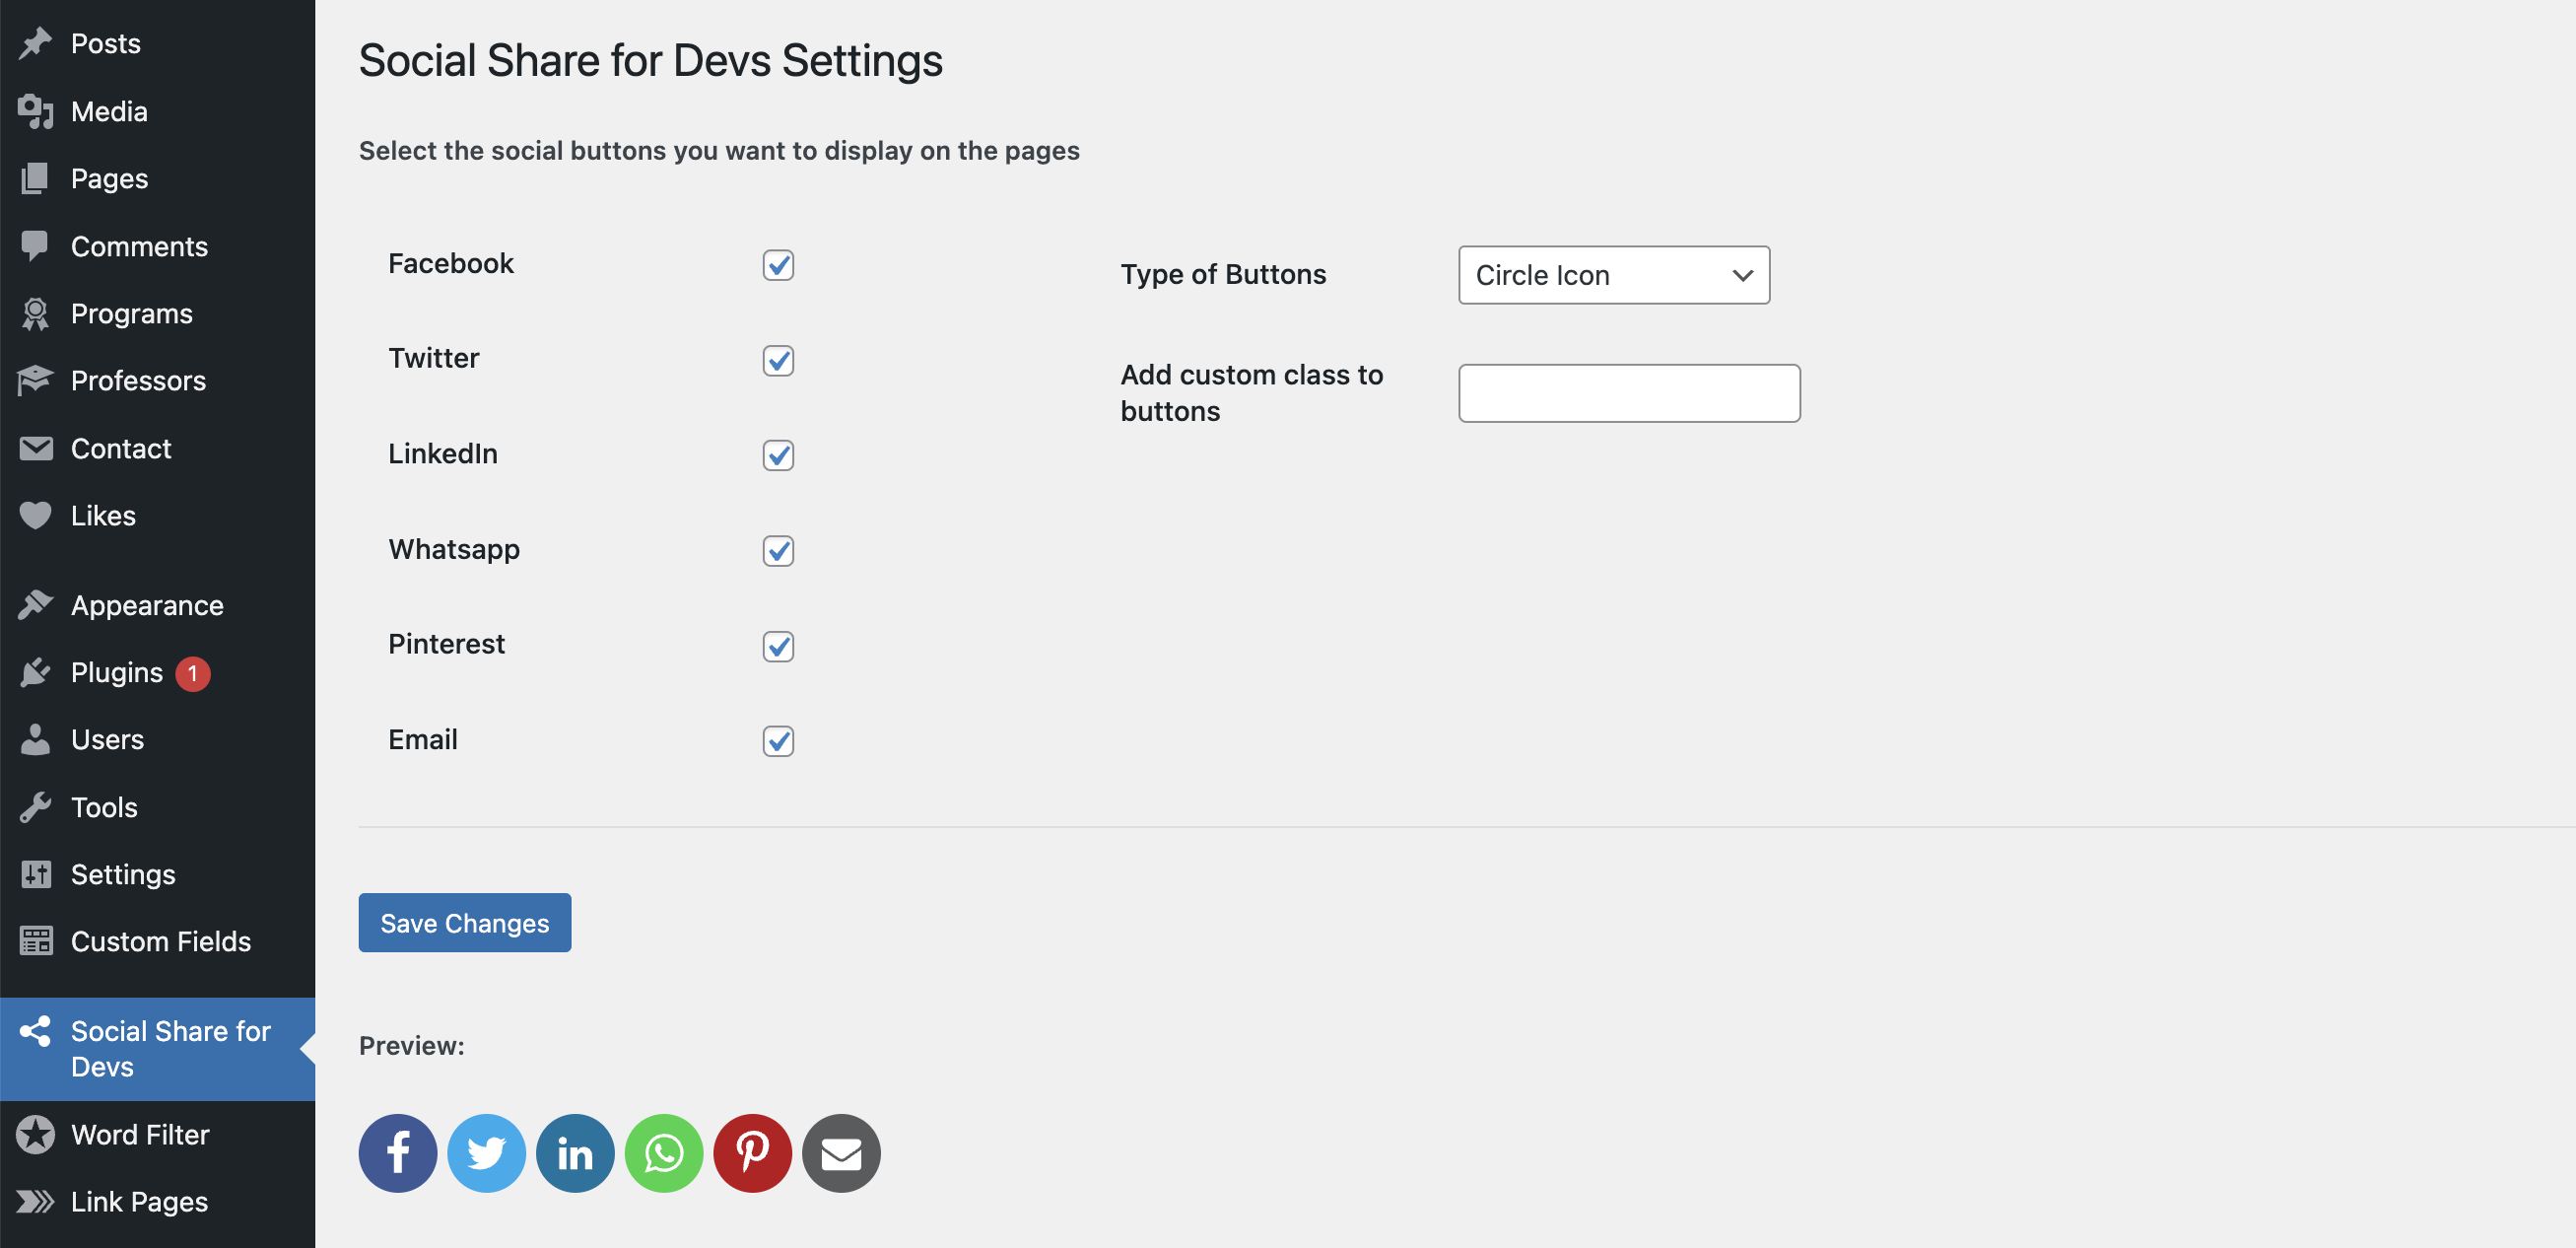 Posts
Media
Pages
Comments
Programs
Professors
Contact
Likes
Appearance
Plugins 1
Users
Tools
Settings
Custom Fields
Social Share for
Devs
Word Filter
Link Pages
Social Share for Devs Settings
Select the social buttons you want to display on the pages
Facebook
Twitter
LinkedIn
Whatsapp
Pinterest
Email
Type of Buttons
Circle Icon
Add custom class to
buttons
Save Changes
Preview: